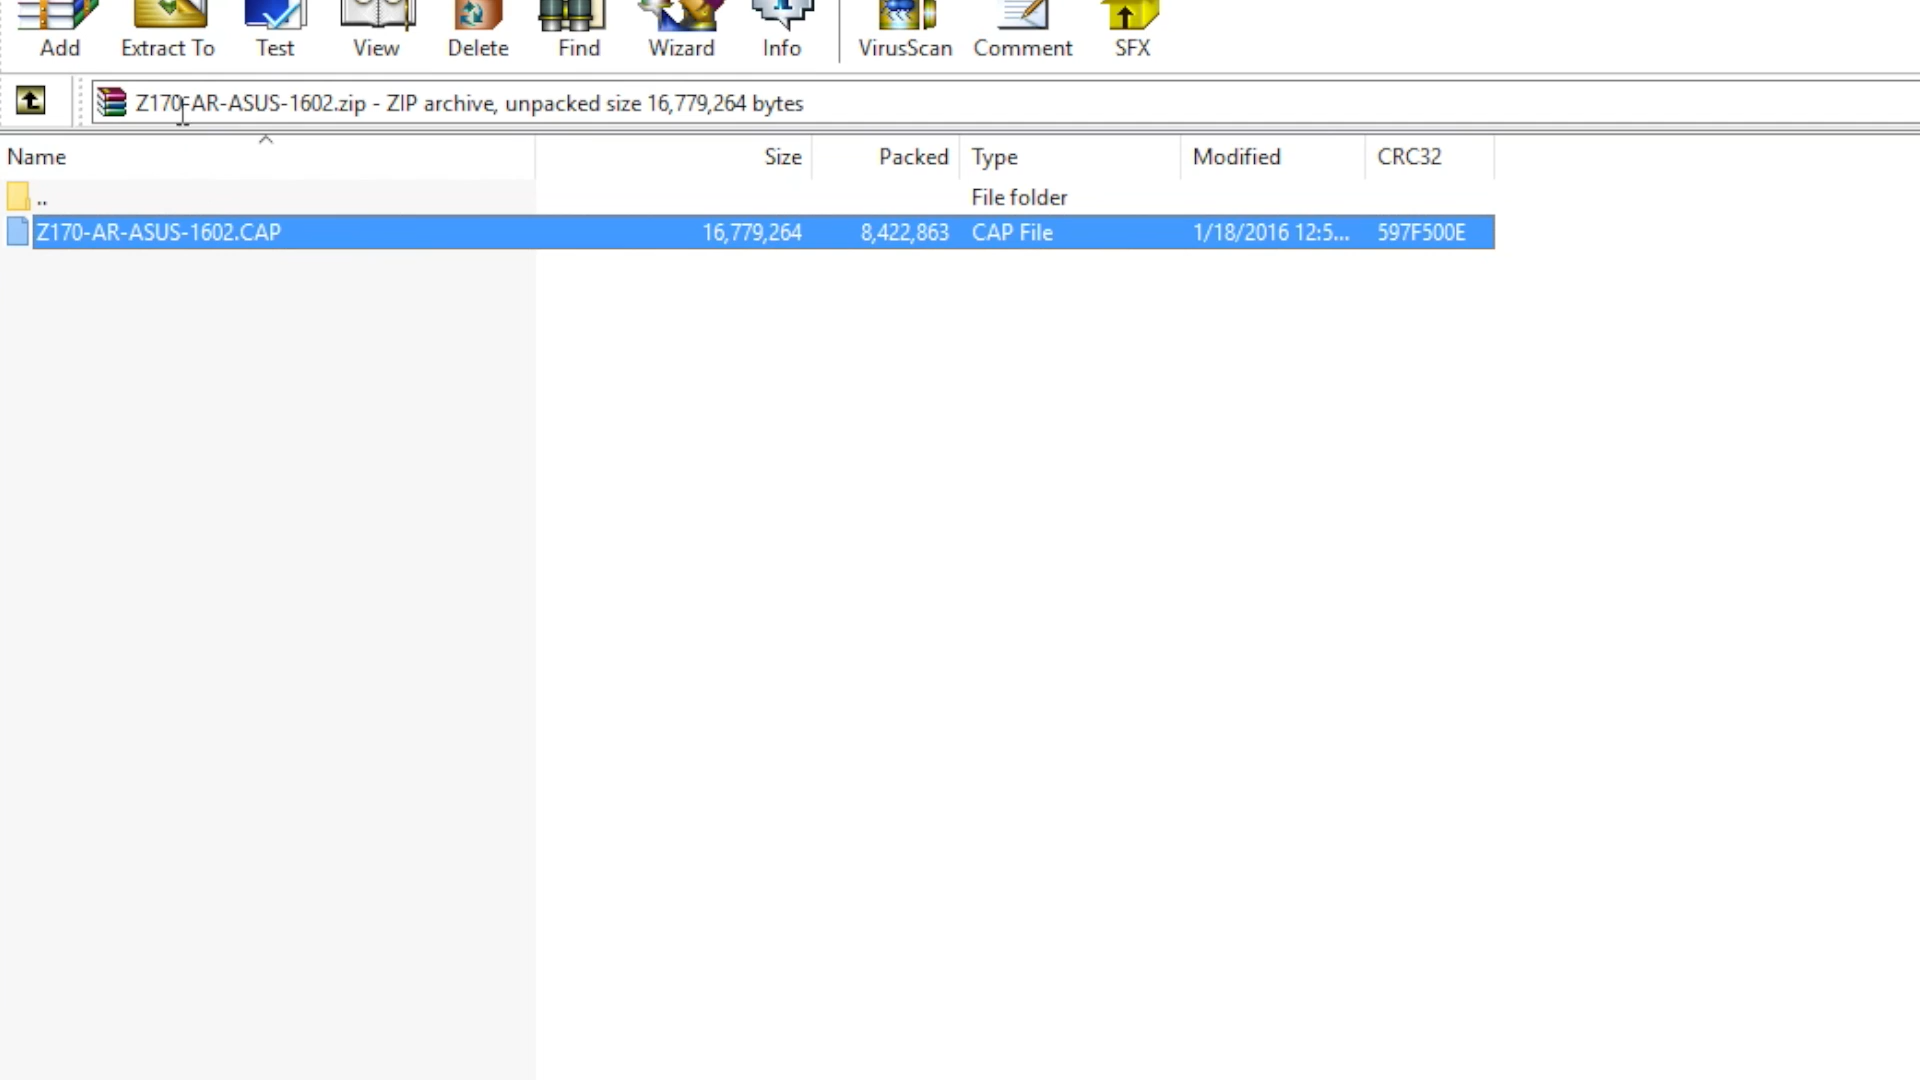 Add Extract To Test View Delete Find Wizard Info VirusScan Comment SFX
Z170-AR-ASUS-1602.zip - ZIP archive, unpacked size 16,779,264 bytes
Name Size Packed Type Modified CRC32
.. File folder
Z170-AR-ASUS-1602.CAP 16,779,264 8,422,863 CAP File 1/18/2016 12:5... 597F500E